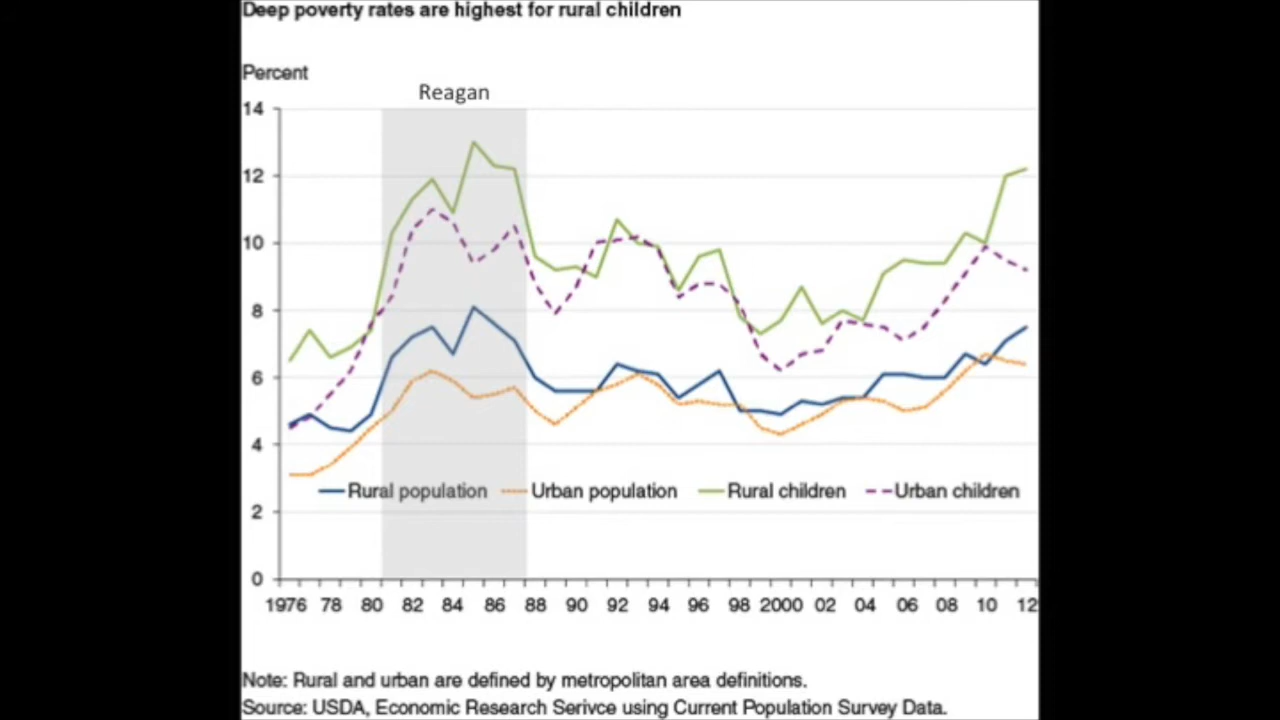 Deep poverty rates are highest for rural children
Percent
Reagan
14
12
10
8
6
4
Rural population Urban population Rural children Urban children
2
0
1976 78 80 82 84 86 88 90 92 94 96 98 2000 02 04 06 08 10 12
Note: Rural and urban are defined by metropolitan area definitions.
Source: USDA, Economic Research Serivce using Current Population Survey Data.